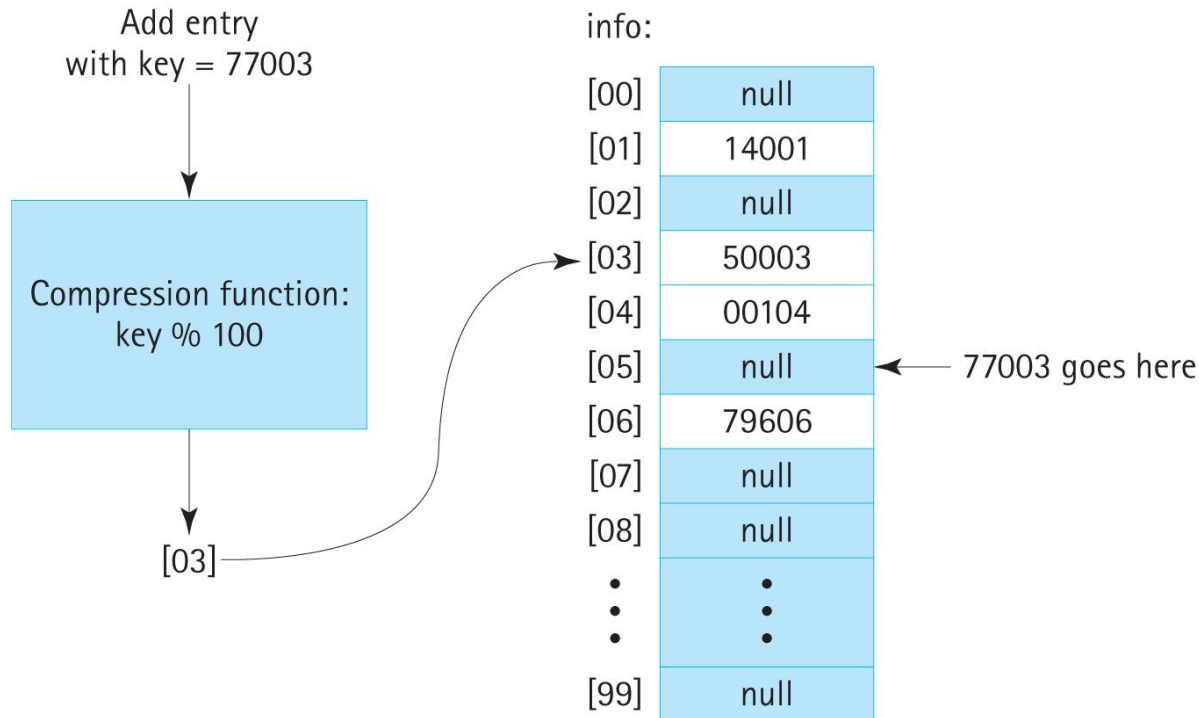 Add entry
with key = 77003
Compression function:
key % 100
[03]
info:
[00] null
[01] 14001
[02] null
[03] 50003
[04] 00104
[05] null 77003 goes here
[06] 79606
[07] null
[08] null
[99] null